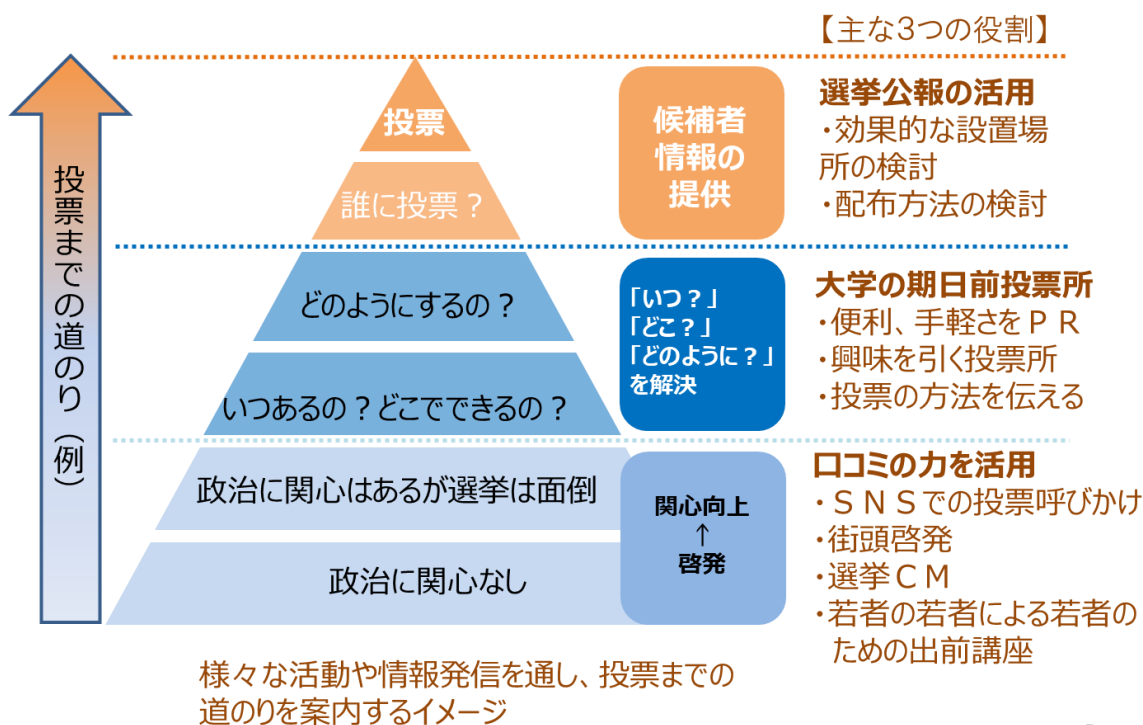 【主な3つの役割】
投票までの道のり（例）
投票
誰に投票？
どのようにするの？
いつあるの？どこでできるの？
政治に関心はあるが選挙は面倒
政治に関心なし
候補者
情報の
提供
「いつ？」
「どこ？」
「どのように？」
を解決
関心向上
↑
啓発
選挙公報の活用
・効果的な設置場
所の検討
・配布方法の検討
大学の期日前投票所
・便利、手軽さをＰＲ
・興味を引く投票所
・投票の方法を伝える
口コミの力を活用
・ＳＮＳでの投票呼びかけ
・街頭啓発
・選挙ＣＭ
・若者の若者による若者の
ための出前講座
様々な活動や情報発信を通し、投票までの
道のりを案内するイメージ